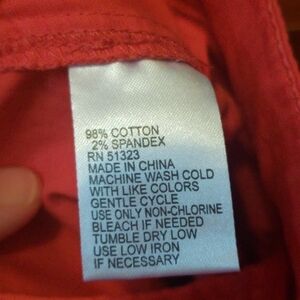 98% COTTON
2% SPANDEX
RN 51323
MADE IN CHINA
MACHINE WASH COLD
WITH LIKE COLORS
GENTLE CYCLE
USE ONLY NON-CHLORINE
BLEACH IF NEEDED
TUMBLE DRY LOW
USE LOW IRON
IF NECESSARY